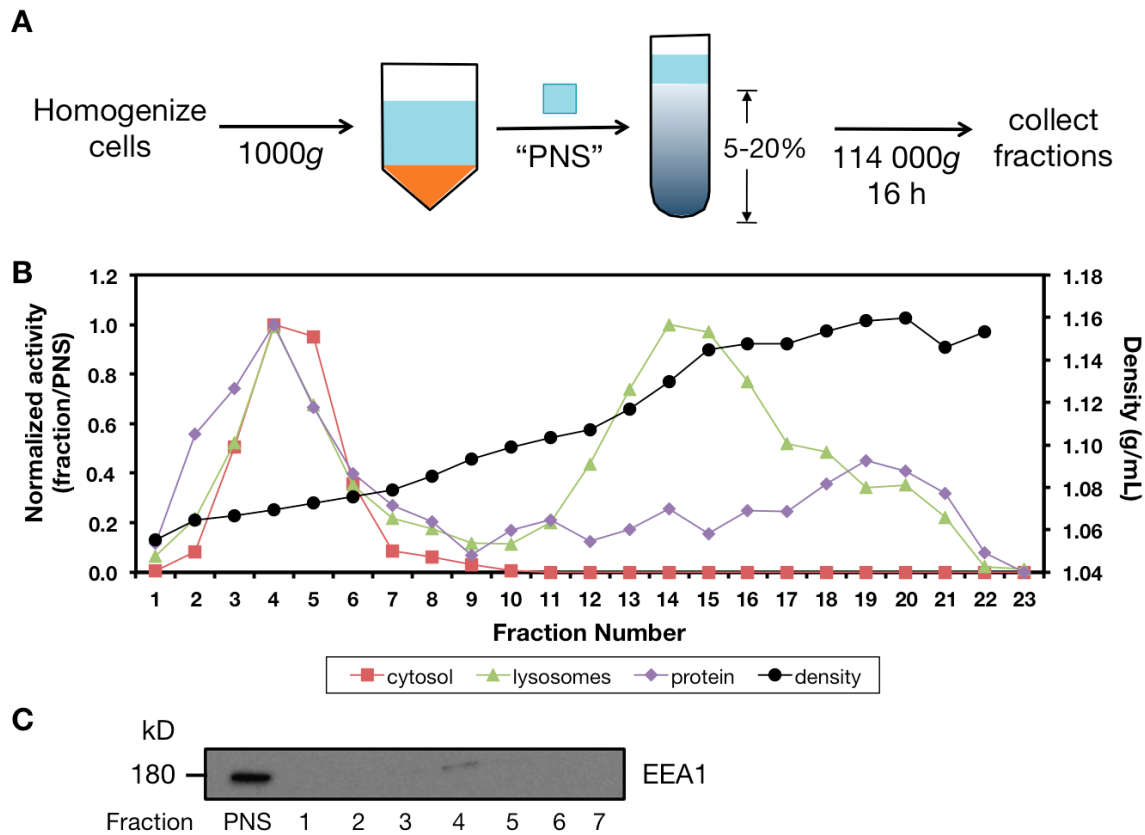 A
Homogenize
cells
1000g
“PNS”
5-20%
114 000g
16 h
collect
fractions
B
Normalized activity
(fraction/PNS)
1.2
1.0
0.8
0.6
0.4
0.2
0.0
1.18
1.16
1.14
1.12
1.10
1.08
1.06
1.04
Density (g/mL)
1 2 3 4 5 6 7 8 9 10 11 12 13 14 15 16 17 18 19 20 21 22 23
Fraction Number
cytosol lysosomes protein density
C
kD
180
EEA1
Fraction PNS 1 2 3 4 5 6 7